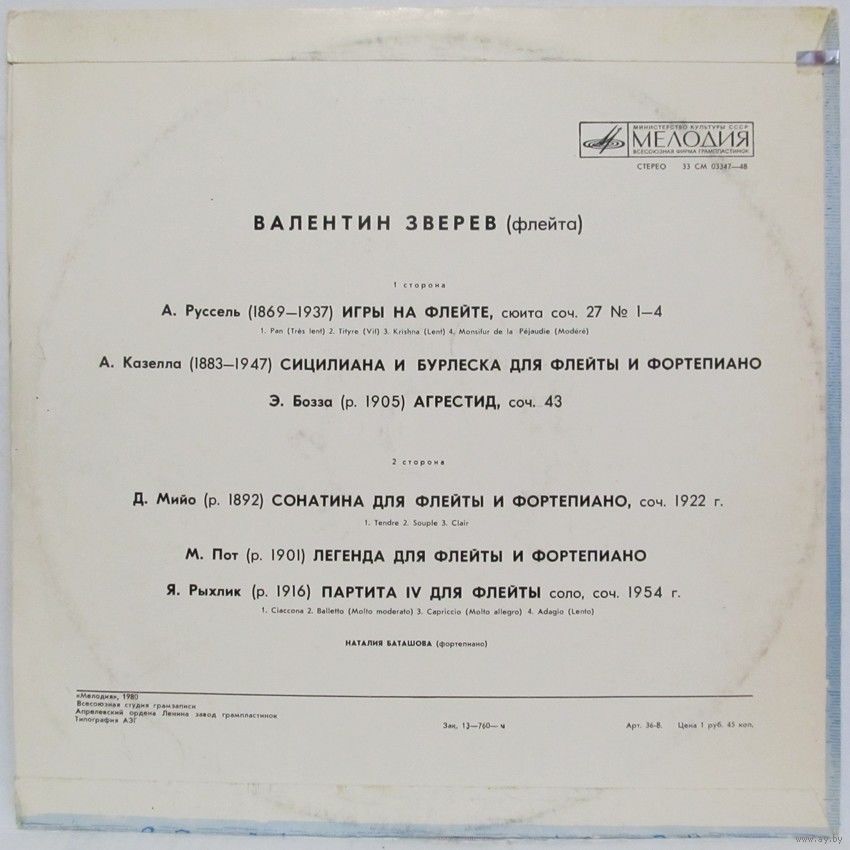 МИНИСТЕРСТВО КУЛЬТУРЫ СССР
МЕЛОДИЯ
ВСЕСОЮЗНАЯ ФИРМА ГРАМПЛАСТИНОК
СТЕРЕО 33 СМ 03347—48
ВАЛЕНТИН ЗВЕРЕВ (флейта)
1 сторона
А. Руссель (1869—1937) ИГРЫ НА ФЛЕЙТЕ, сюита соч. 27 № 1—4
1. Pan (Très lent) 2. Tityre (Vif) 3. Krishna (Lent) 4. Monsifur de la Péjaudie (Modéré)
А. Казелла (1883—1947) СИЦИЛИАНА И БУРЛЕСКА ДЛЯ ФЛЕЙТЫ И ФОРТЕПИАНО
Э. Бозза (р. 1905) АГРЕСТИД, соч. 43
2 сторона
Д. Мийо (р. 1892) СОНАТИНА ДЛЯ ФЛЕЙТЫ И ФОРТЕПИАНО, соч. 1922 г.
1. Tendre 2. Souple 3. Clair
М. Пот (р. 1901) ЛЕГЕНДА ДЛЯ ФЛЕЙТЫ И ФОРТЕПИАНО
Я. Рыхлик (р. 1916) ПАРТИТА IV ДЛЯ ФЛЕЙТЫ соло, соч. 1954 г.
1. Ciaccona 2. Balletto (Molto moderato) 3. Capriccio (Molto allegro) 4. Adagio (Lento)
НАТАЛИЯ БАТАШОВА (фортепиано)
«Мелодия», 1980
Всесоюзная студия грамзаписи
Апрелевский ордена Ленина завод грампластинок
Типография АЗГ
Зак. 13—760—ч
Арт. 36-8. Цена 1 руб. 45 коп.
www.ay.by